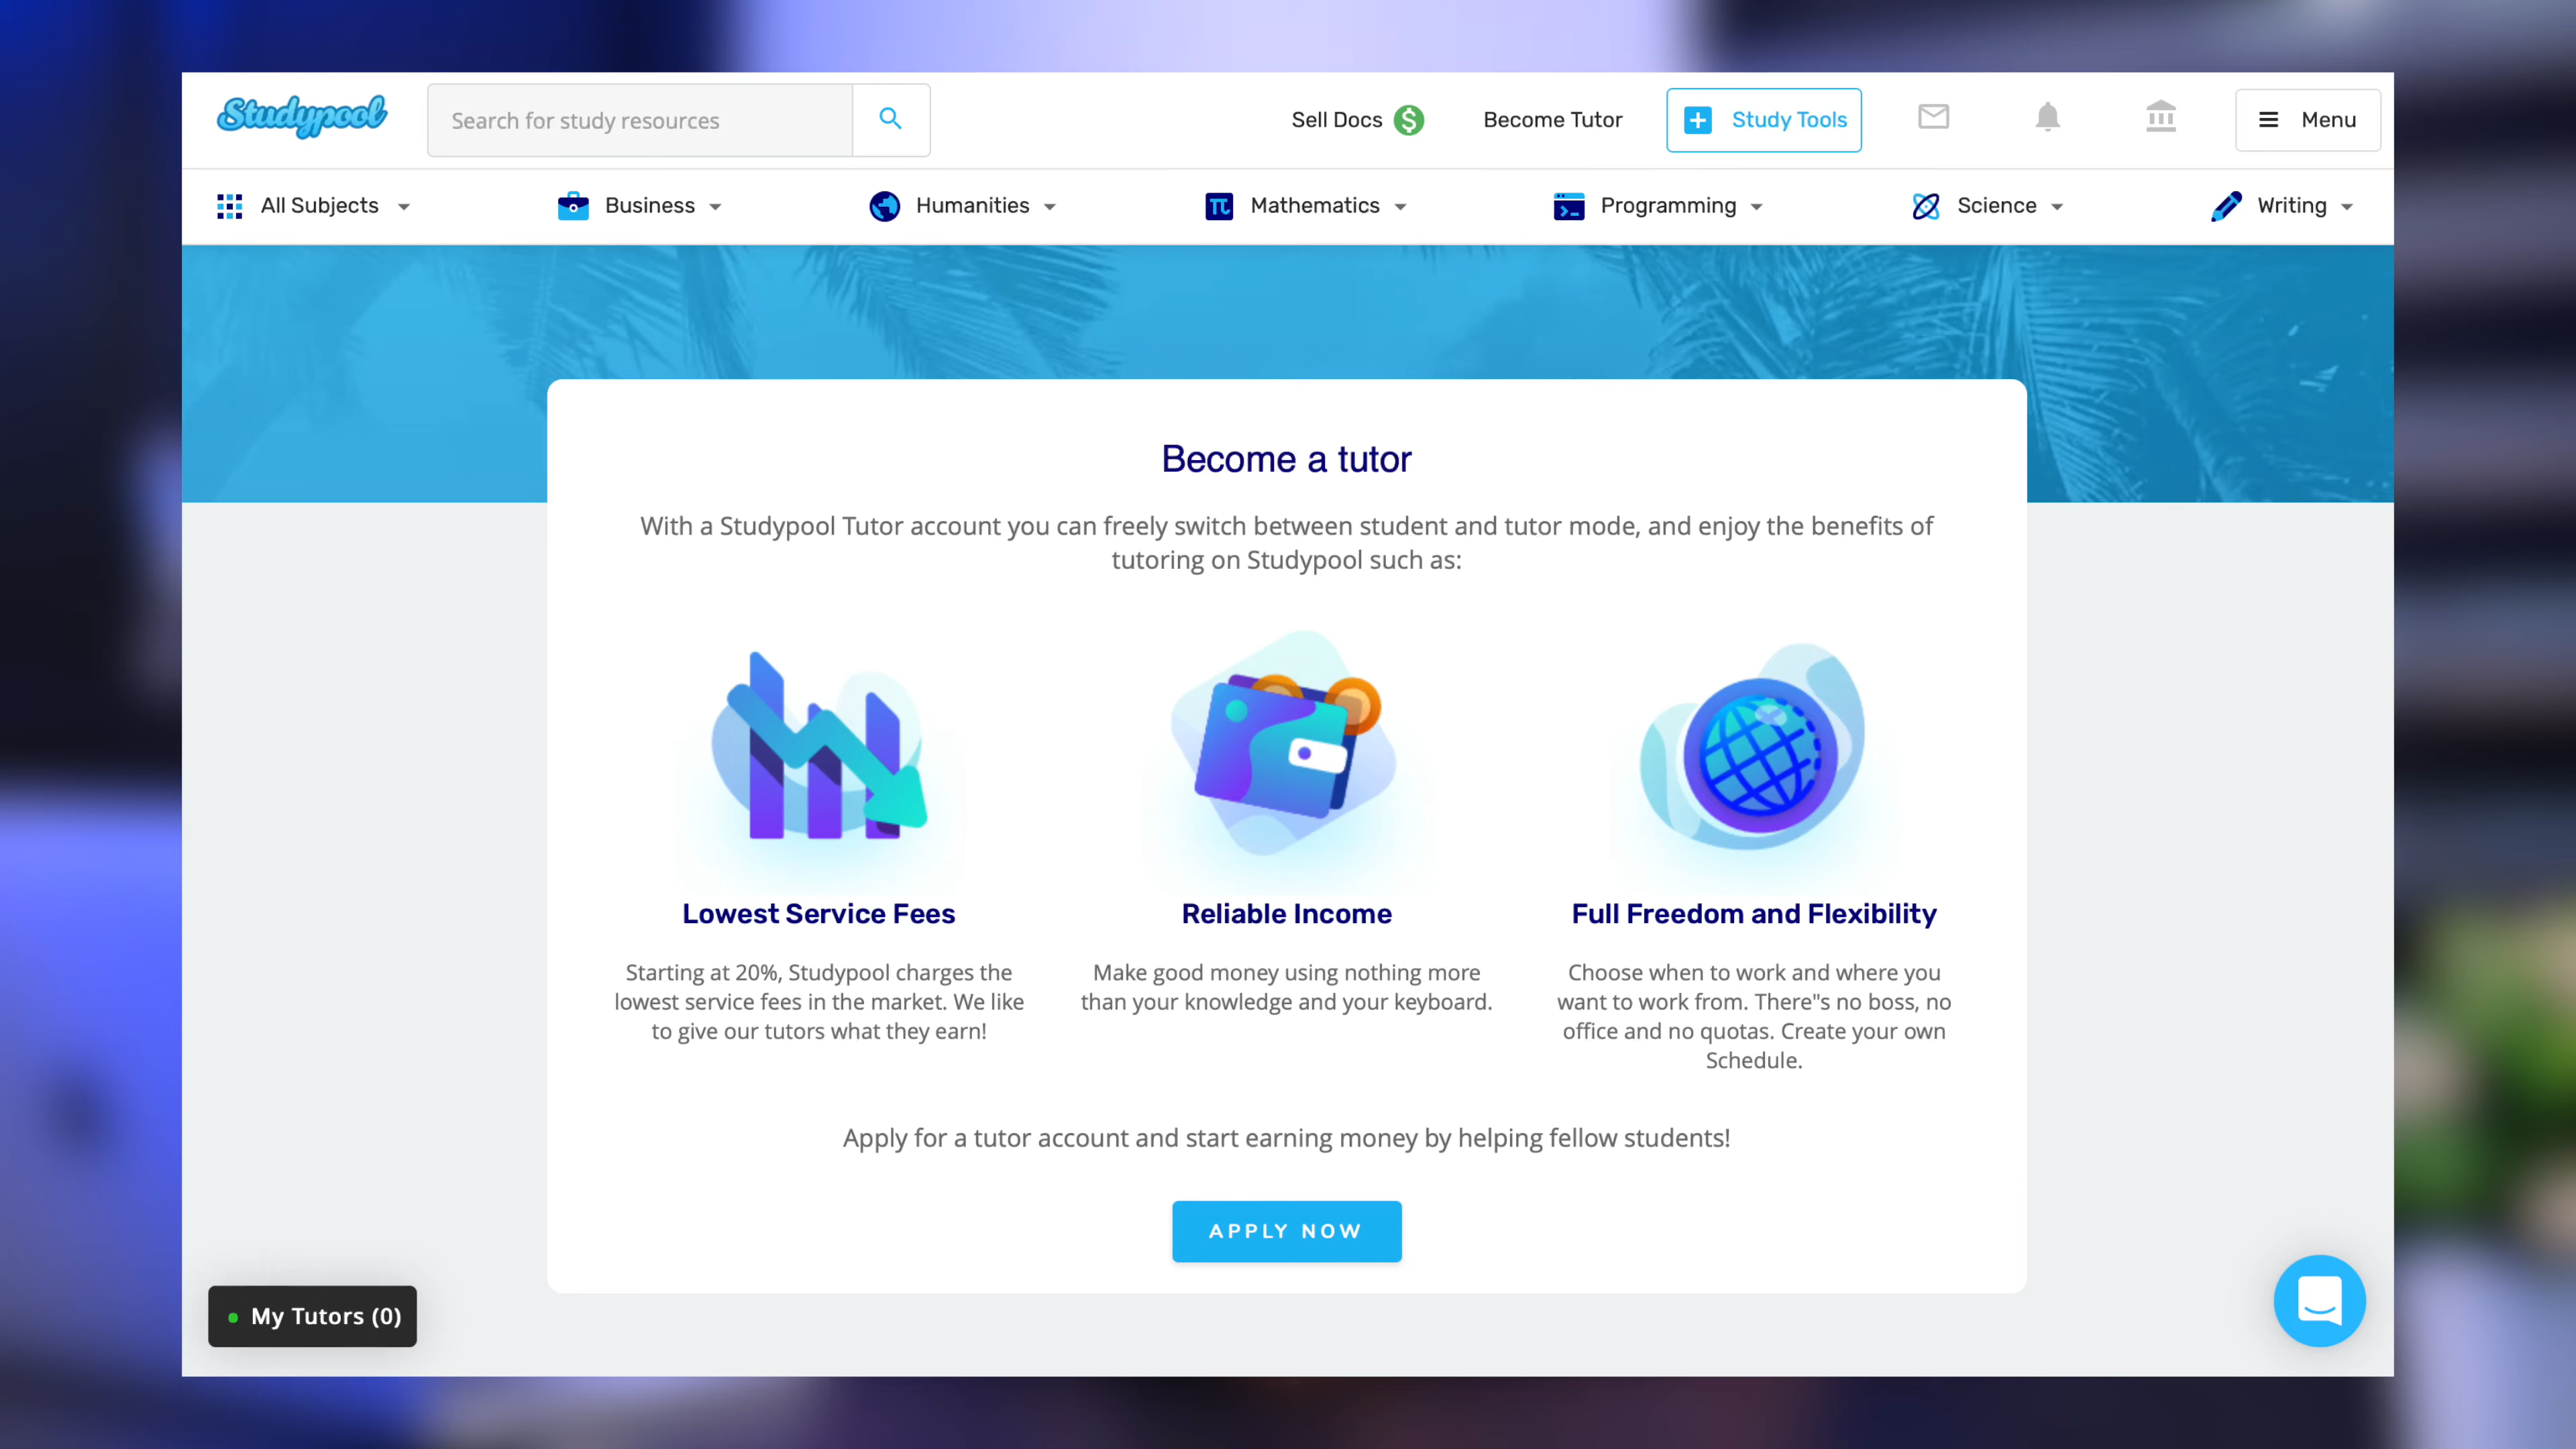 Studypool
Search for study resources
Sell Docs $
Become Tutor
Study Tools
Menu
All Subjects
Business
Humanities
Mathematics
Programming
Science
Writing
Become a tutor
With a Studypool Tutor account you can freely switch between student and tutor mode, and enjoy the benefits of
tutoring on Studypool such as:
Lowest Service Fees
Starting at 20%, Studypool charges the
lowest service fees in the market. We like
to give our tutors what they earn!
Reliable Income
Make good money using nothing more
than your knowledge and your keyboard.
Full Freedom and Flexibility
Choose when to work and where you
want to work from. There"s no boss, no
office and no quotas. Create your own
Schedule.
Apply for a tutor account and start earning money by helping fellow students!
APPLY NOW
My Tutors (0)